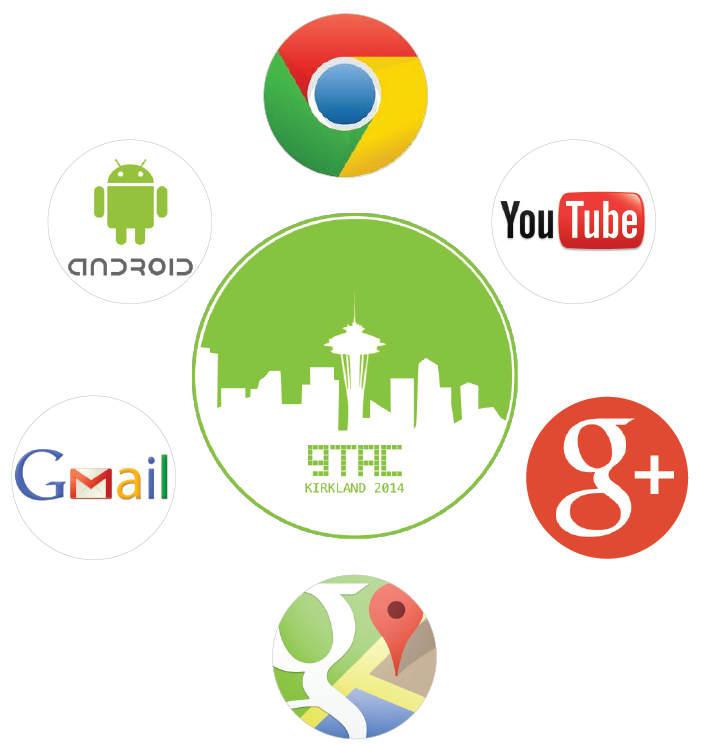 YouTube
ANDROID
gTAC
KIRKLAND 2014
Gmail
g+
g